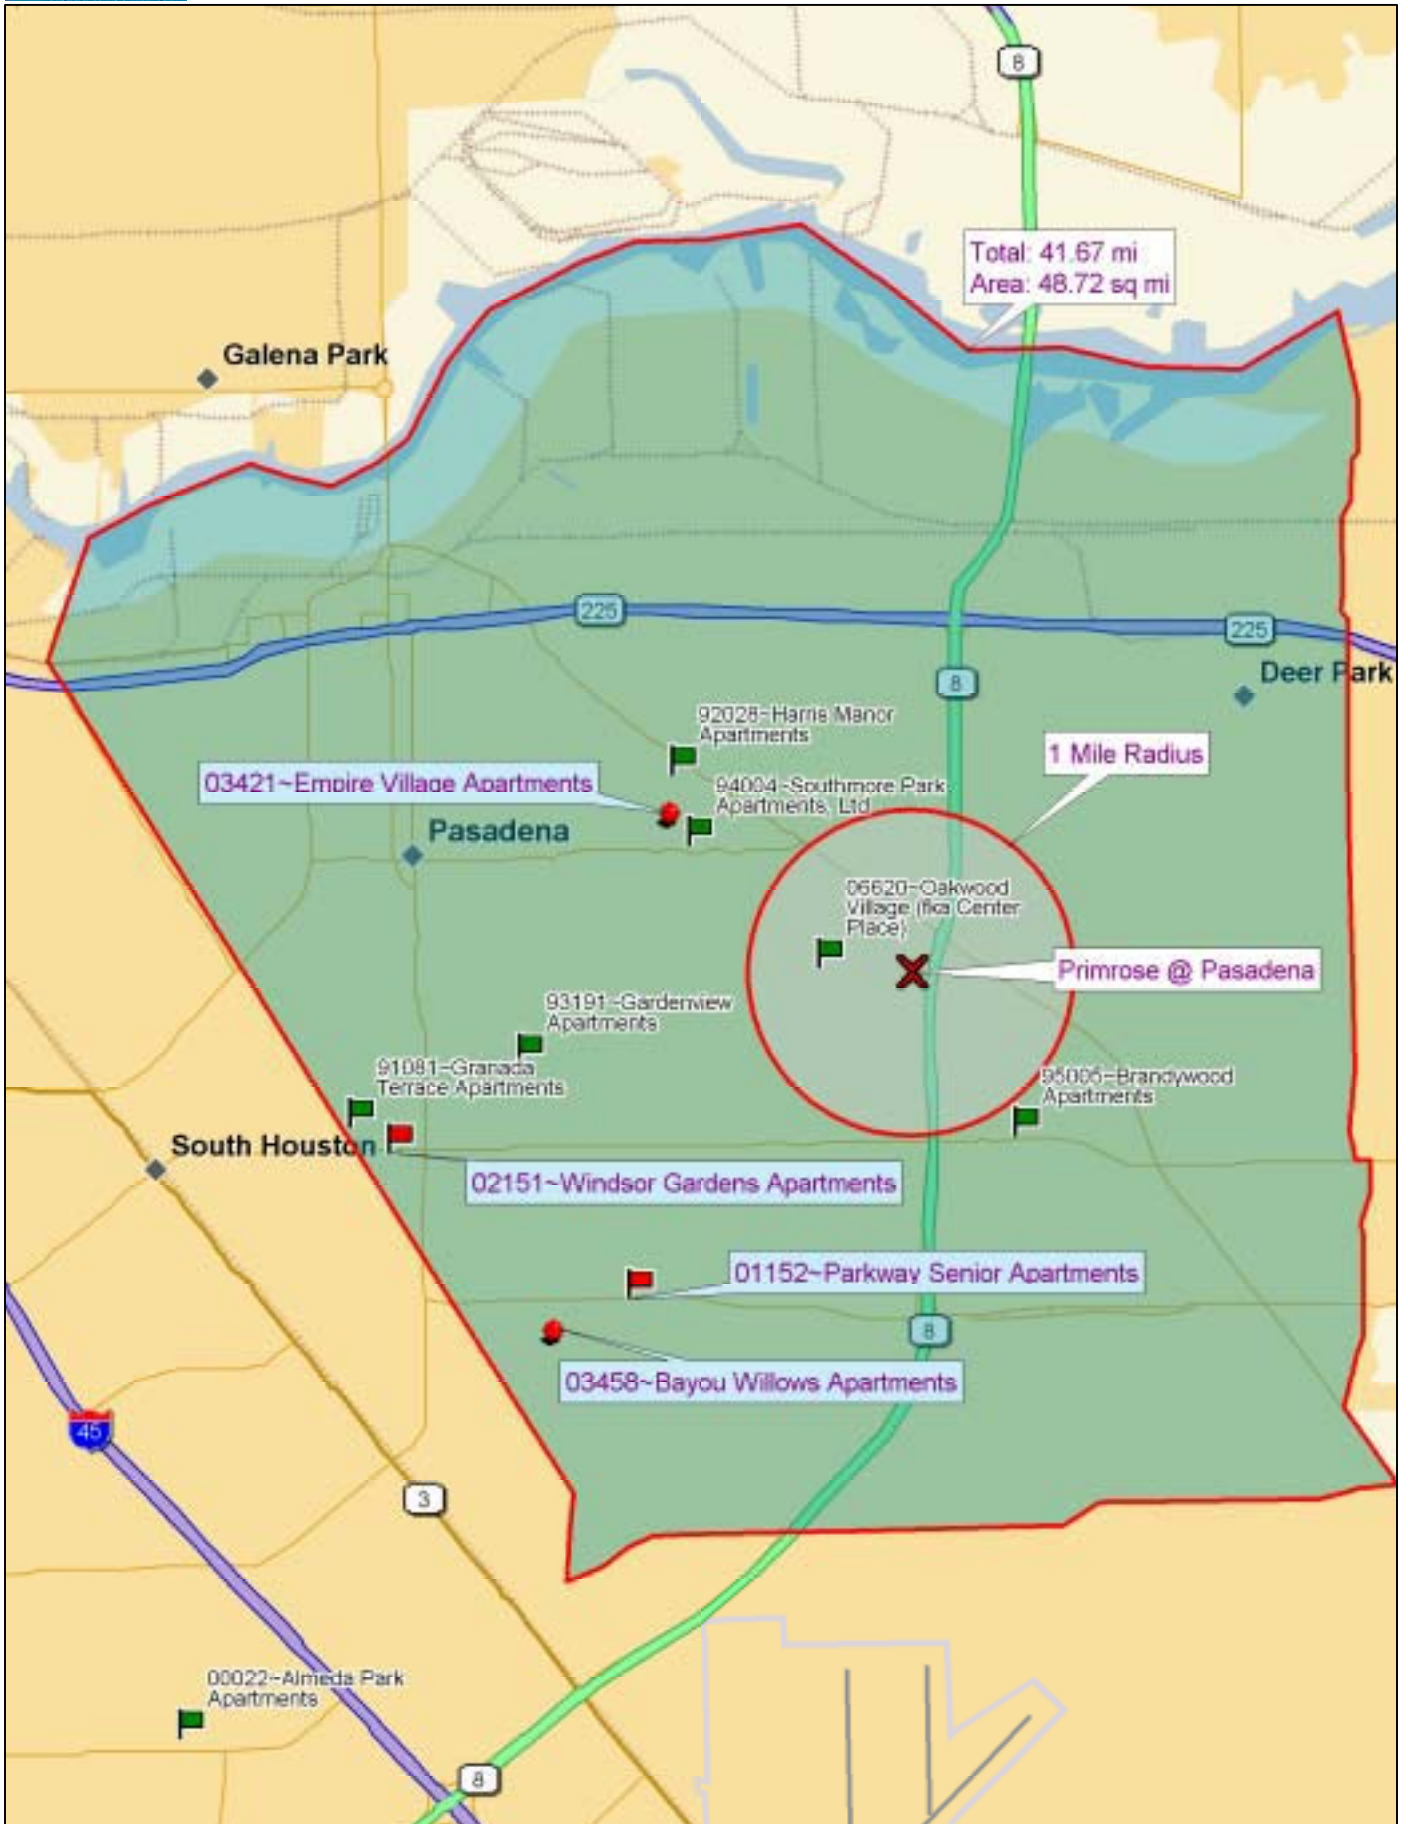 8
Total: 41.67 mi
Area: 48.72 sq mi
Galena Park
225
225
Deer Park
8
92028~Harris Manor
Apartments
1 Mile Radius
03421~Empire Village Apartments
94004~Southmore Park
Apartments, Ltd
Pasadena
06620~Oakwood
Village (fka Center
Place)
Primrose @ Pasadena
93191~Gardenview
Apartments
91081~Granada
Terrace Apartments
95005~Brandywood
Apartments
South Houston
02151~Windsor Gardens Apartments
01152~Parkway Senior Apartments
8
03458~Bayou Willows Apartments
45
3
00022~Almeda Park
Apartments
8